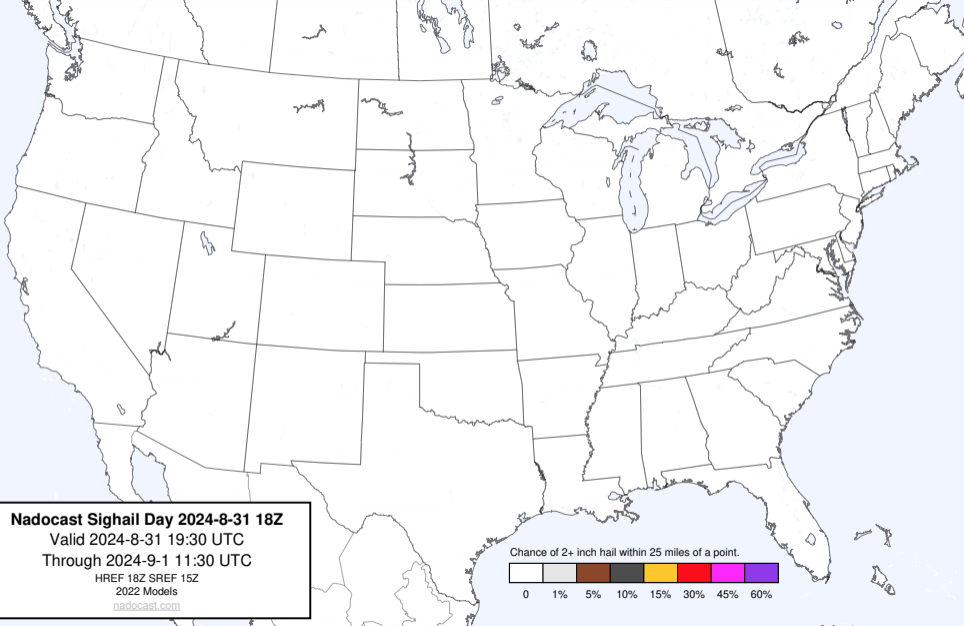 Nadocast Sighail Day 2024-8-31 18Z
Valid 2024-8-31 19:30 UTC
Through 2024-9-1 11:30 UTC
HREF 18Z SREF 15Z
2022 Models
nadocast.com
Chance of 2+ inch hail within 25 miles of a point.
0 1% 5% 10% 15% 30% 45% 60%